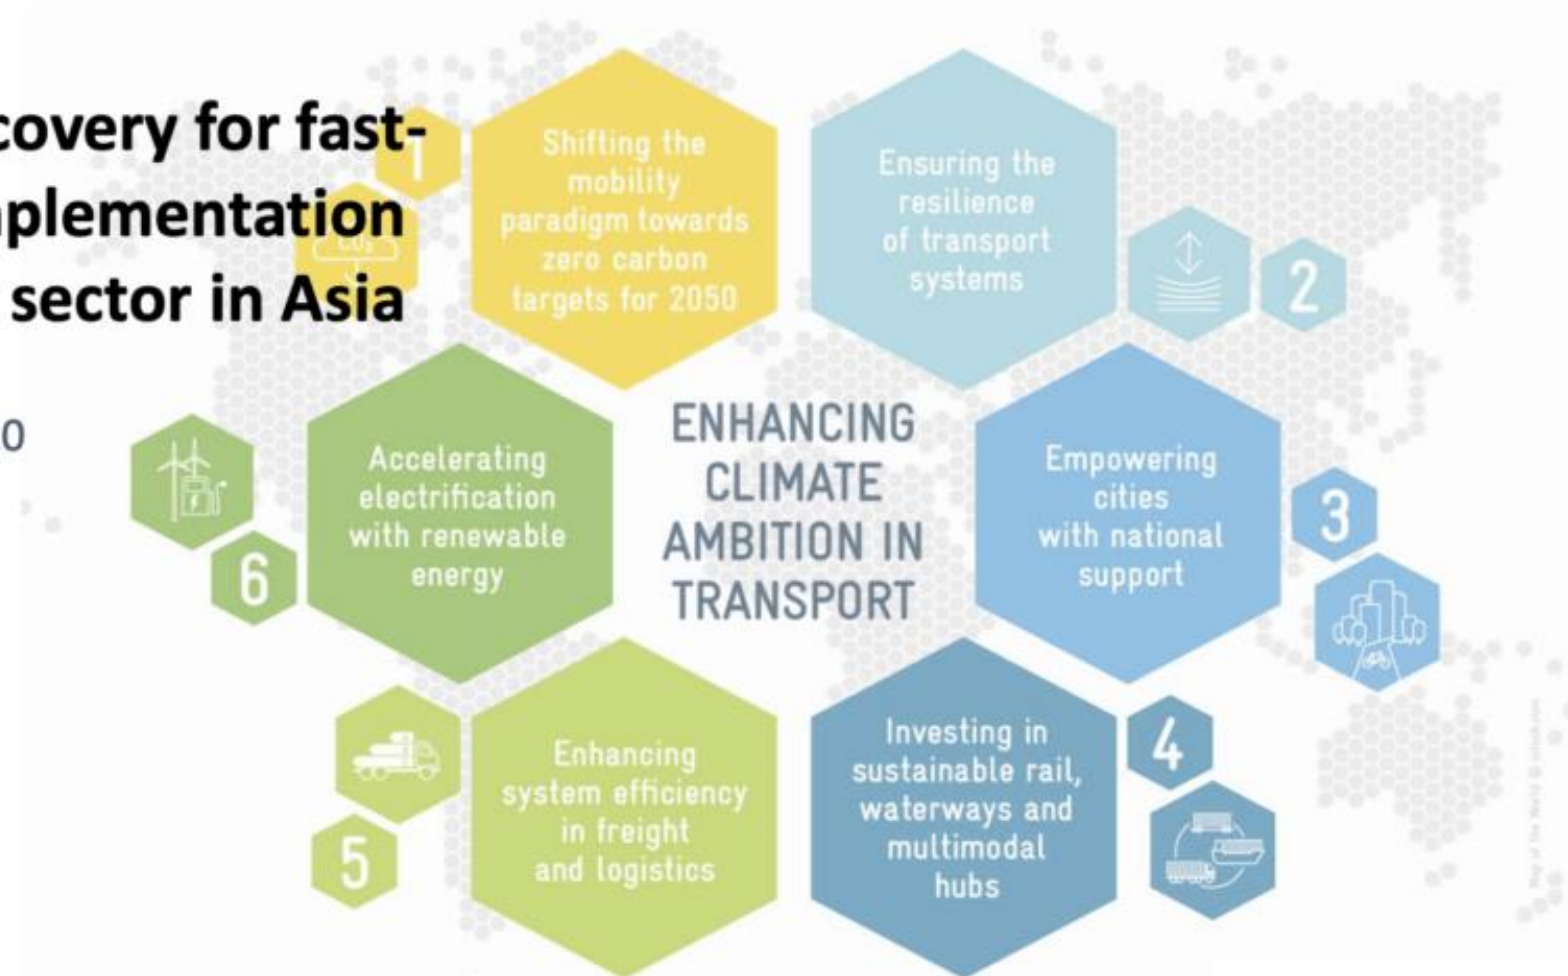 covery for fast-
plementation
sector in Asia
0
1
CO₂
Shifting the
mobility
paradigm towards
zero carbon
targets for 2050
Ensuring the
resilience
of transport
systems
2
ENHANCING
CLIMATE
AMBITION IN
TRANSPORT
Empowering
cities
with national
support
3
Investing in
sustainable rail,
waterways and
multimodal
hubs
4
Enhancing
system efficiency
in freight
and logistics
5
Accelerating
electrification
with renewable
energy
6